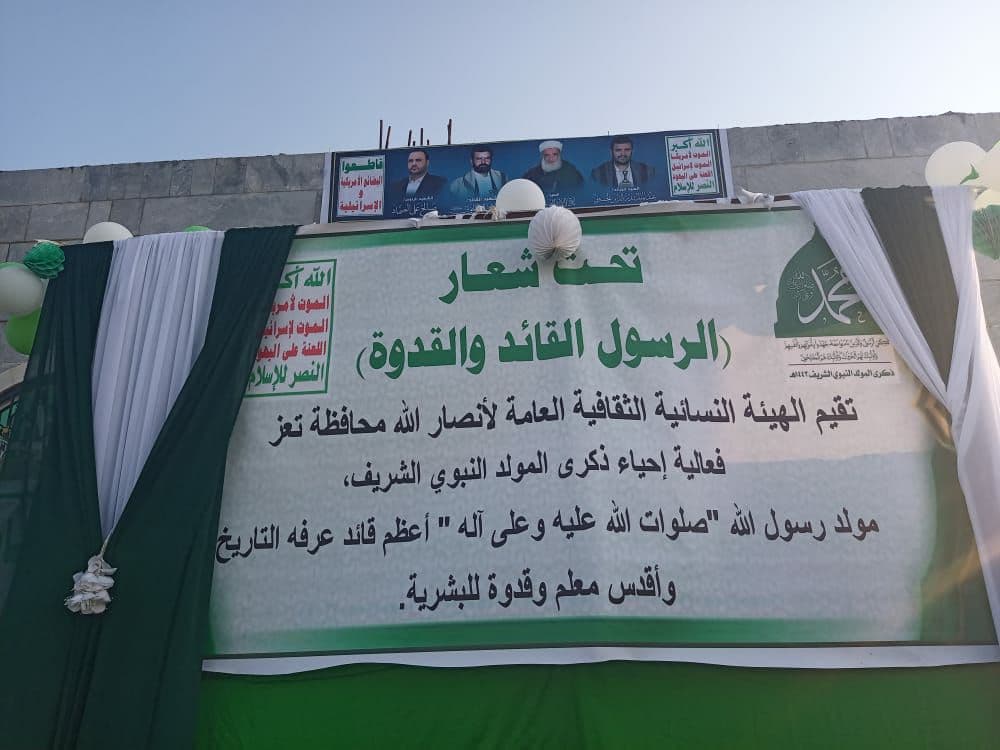 قاطعوا
البضائع الأمريكية
و
الإسرائيلية
الله أكبر
الموت لأمريكا
الموت لإسرائيل
اللعنة على اليهود
النصر للإسلام
الله أكبر
الموت لأمريكا
الموت لإسرائيل
اللعنة على اليهود
النصر للإسلام
تحت شعار
(الرسول القائد والقدوة)
محمد
ذكرى المولد النبوي الشريف ١٤٤٢هـ
تقيم الهيئة النسائية الثقافية العامة لأنصار الله محافظة تعز
فعالية إحياء ذكرى المولد النبوي الشريف،
مولد رسول الله "صلوات الله عليه وعلى آله " أعظم قائد عرفه التاريخ
وأقدس معلم وقدوة للبشرية.